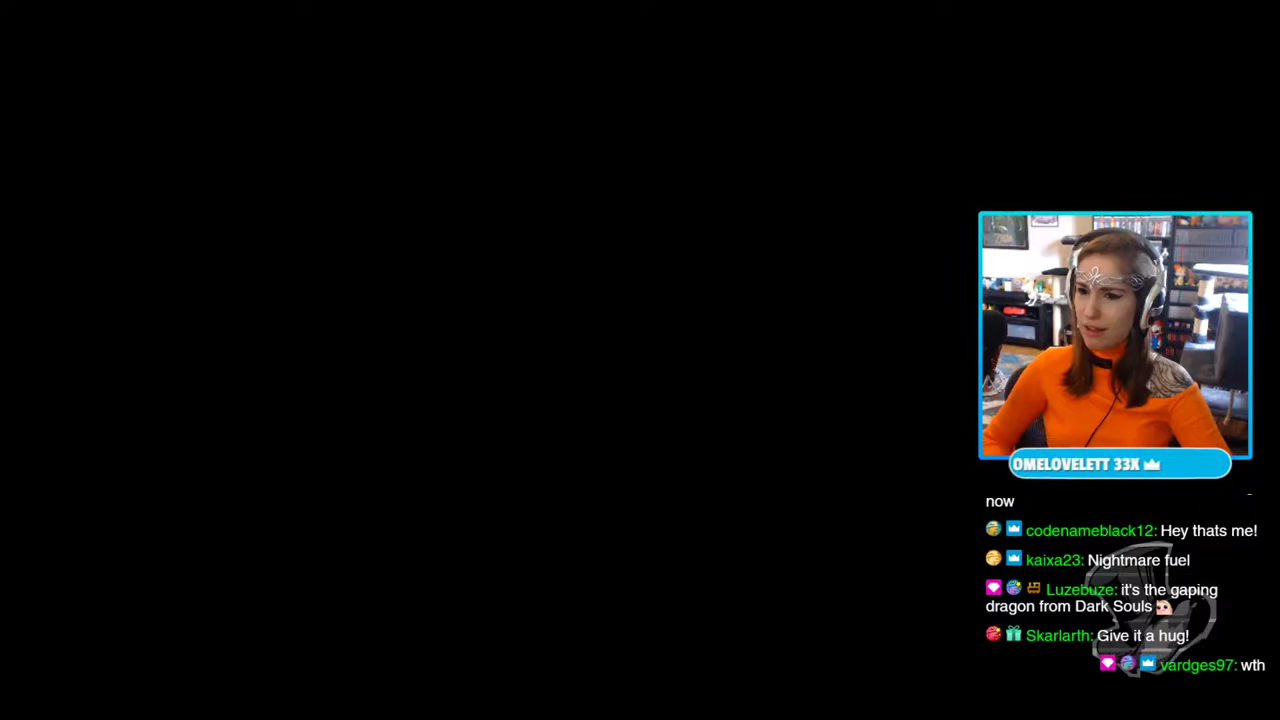 OMELOVELETT 33X
now
codenameblack12: Hey thats me!
kaixa23: Nightmare fuel
Luzebuze: it's the gaping
dragon from Dark Souls
Skarlarth: Give it a hug!
vardges97: wth